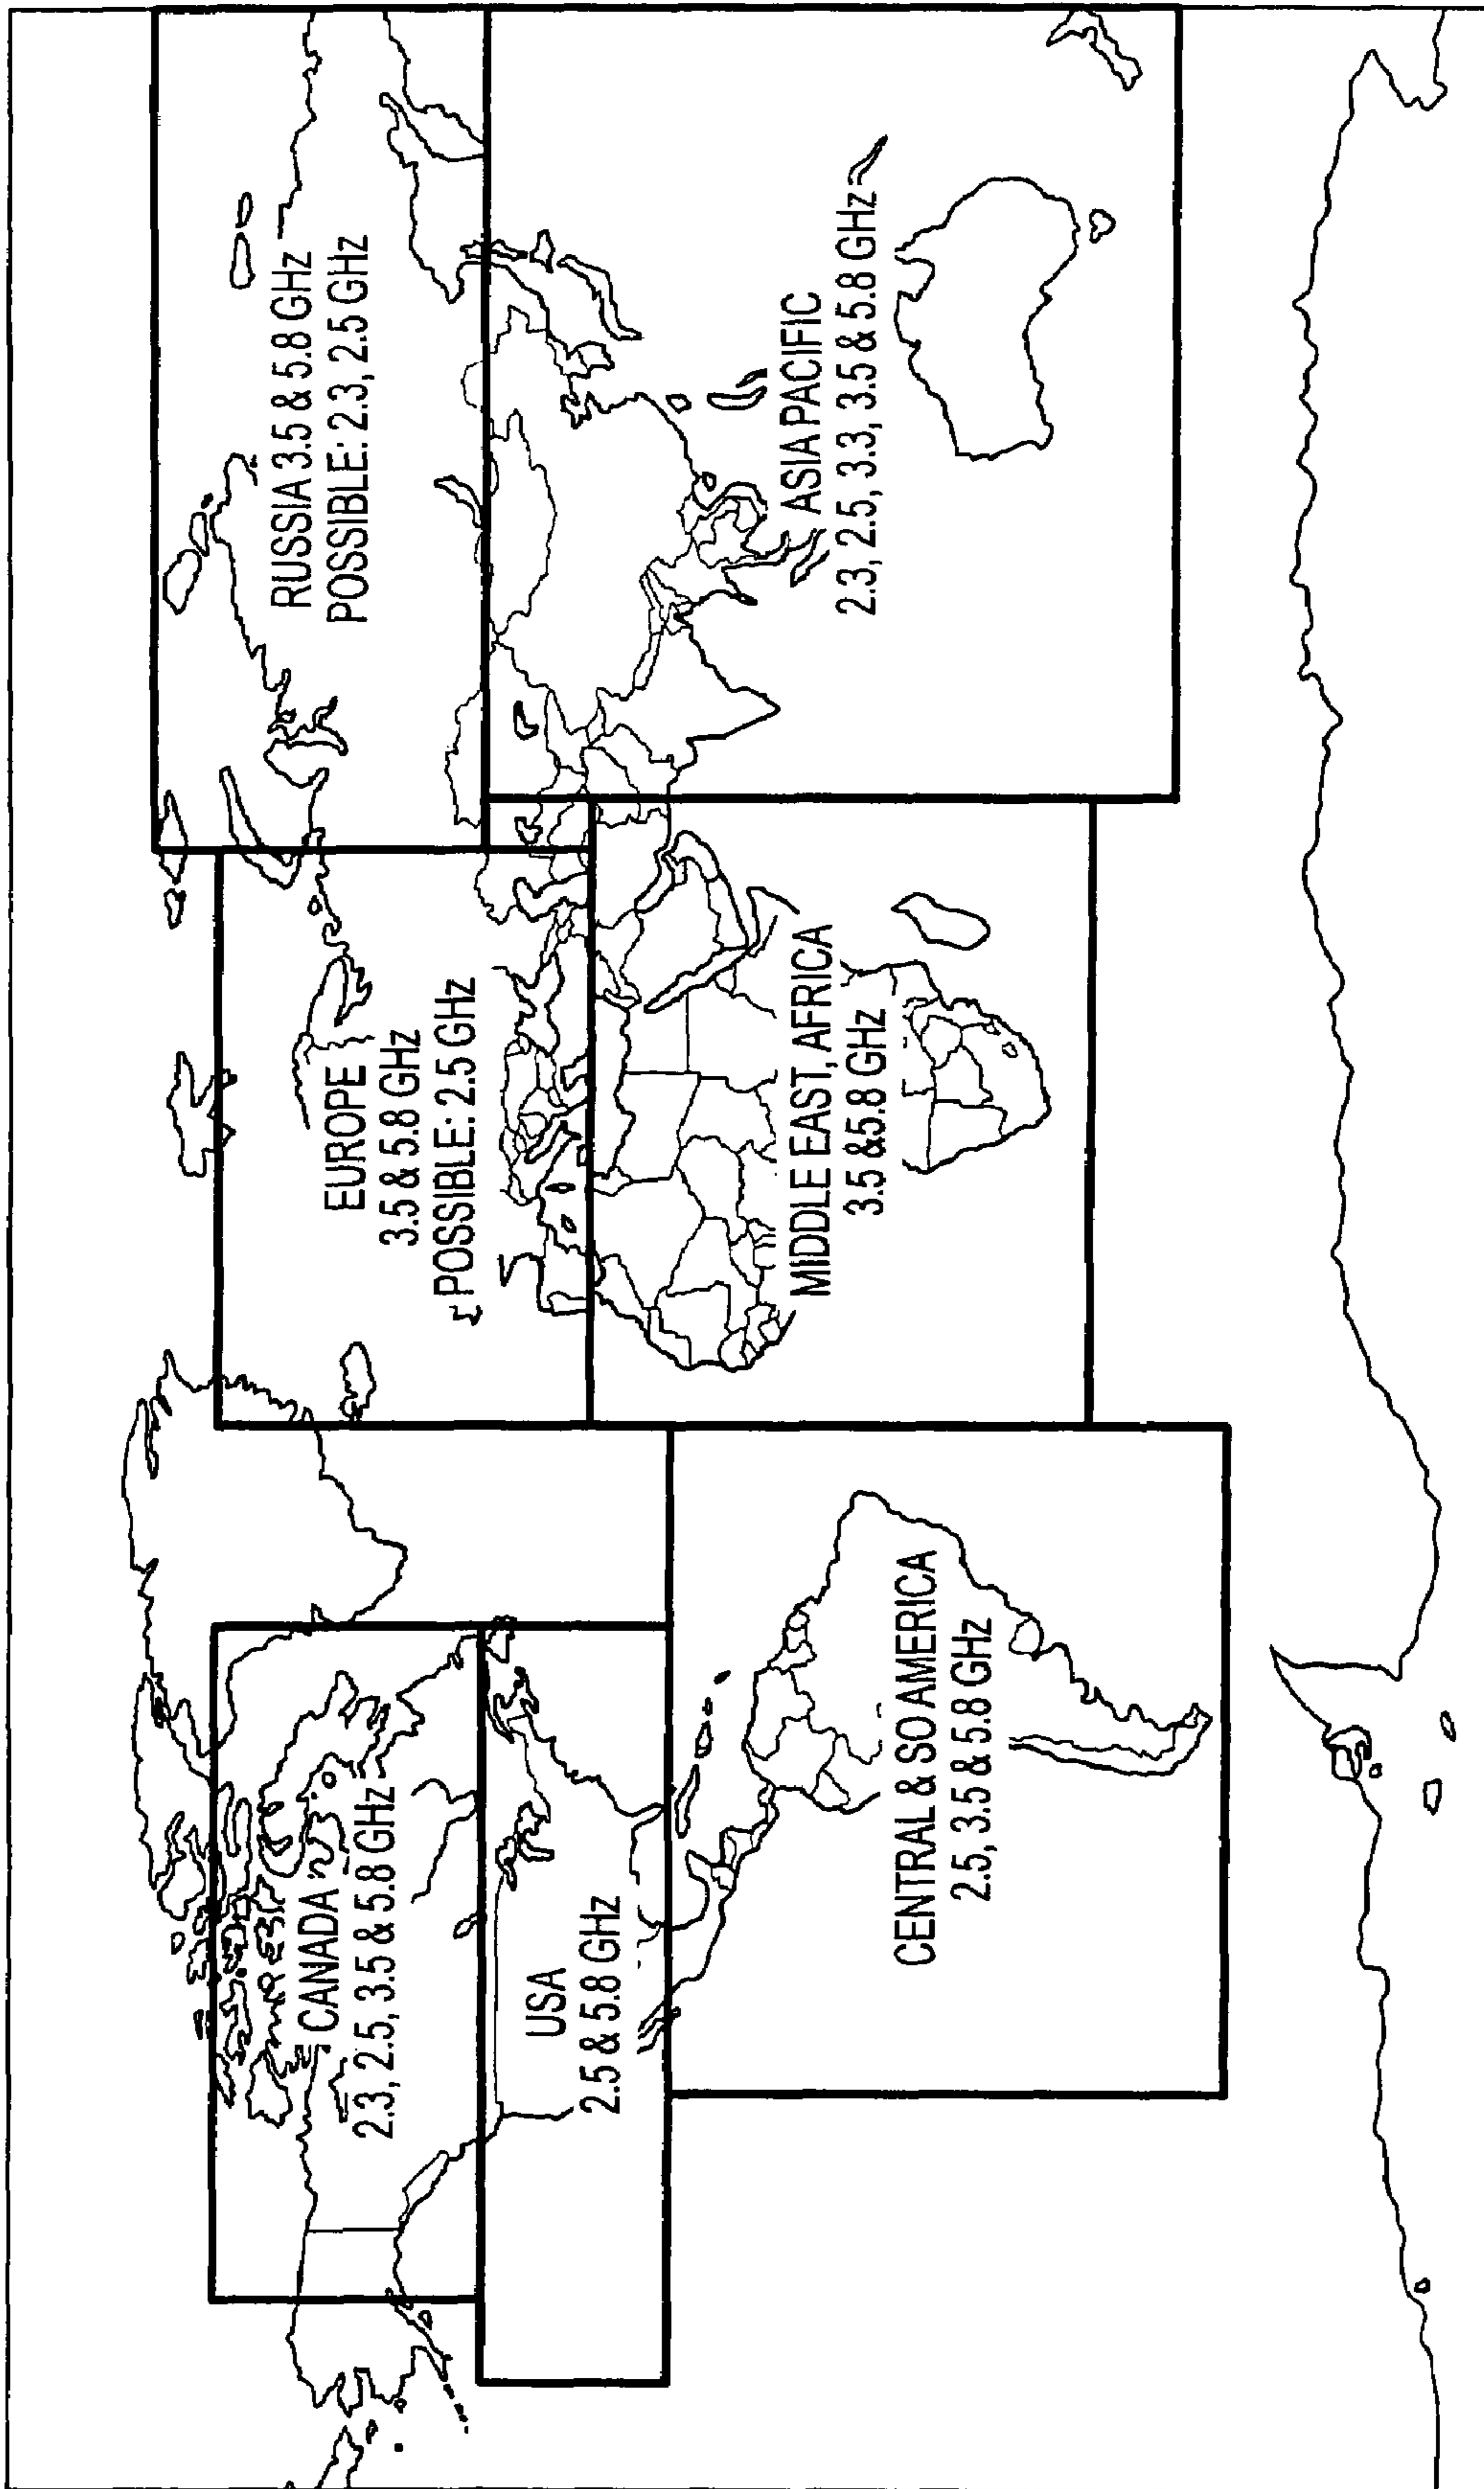 CANADA
2.3, 2.5, 3.5 & 5.8 GHz
USA
2.5 & 5.8 GHz
CENTRAL & SO AMERICA
2.5, 3.5 & 5.8 GHz
EUROPE
3.5 & 5.8 GHz
POSSIBLE: 2.5 GHz
MIDDLE EAST, AFRICA
3.5 &5.8 GHz
RUSSIA 3.5 & 5.8 GHz
POSSIBLE: 2.3, 2.5 GHz
ASIA PACIFIC
2.3, 2.5, 3.3, 3.5 & 5.8 GHz